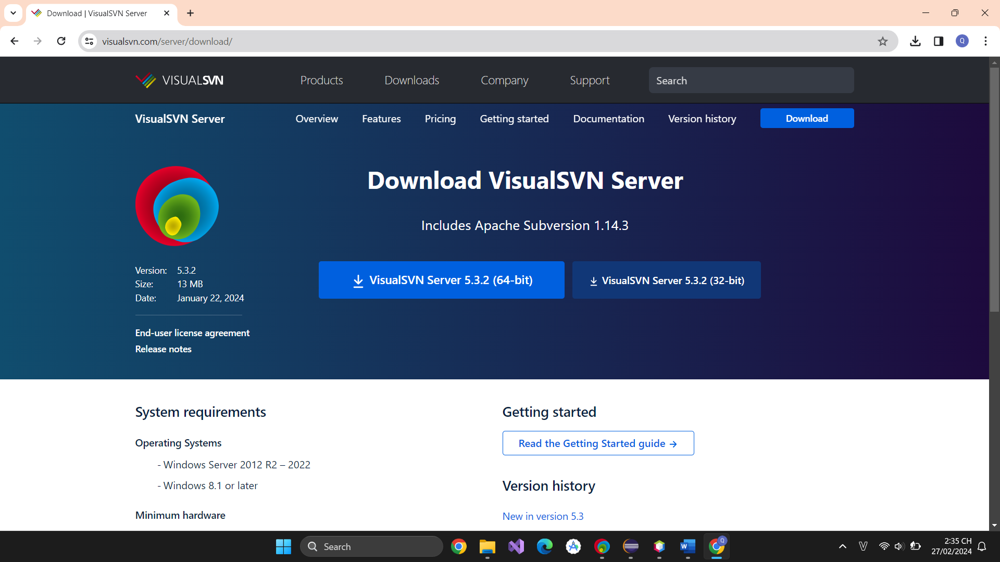 Download | VisualSVN Server
visualsvn.com/server/download/
Q
VISUALSVN
Products
Downloads
Company
Support
Search
VisualSVN Server
Overview
Features
Pricing
Getting started
Documentation
Version history
Download
Download VisualSVN Server
Includes Apache Subversion 1.14.3
VisualSVN Server 5.3.2 (64-bit)
VisualSVN Server 5.3.2 (32-bit)
Version: 5.3.2
Size: 13 MB
Date: January 22, 2024
End-user license agreement
Release notes
System requirements
Operating Systems
- Windows Server 2012 R2 – 2022
- Windows 8.1 or later
Minimum hardware
Getting started
Read the Getting Started guide →
Version history
New in version 5.3
Search
W
Q
V
2:35 CH
27/02/2024